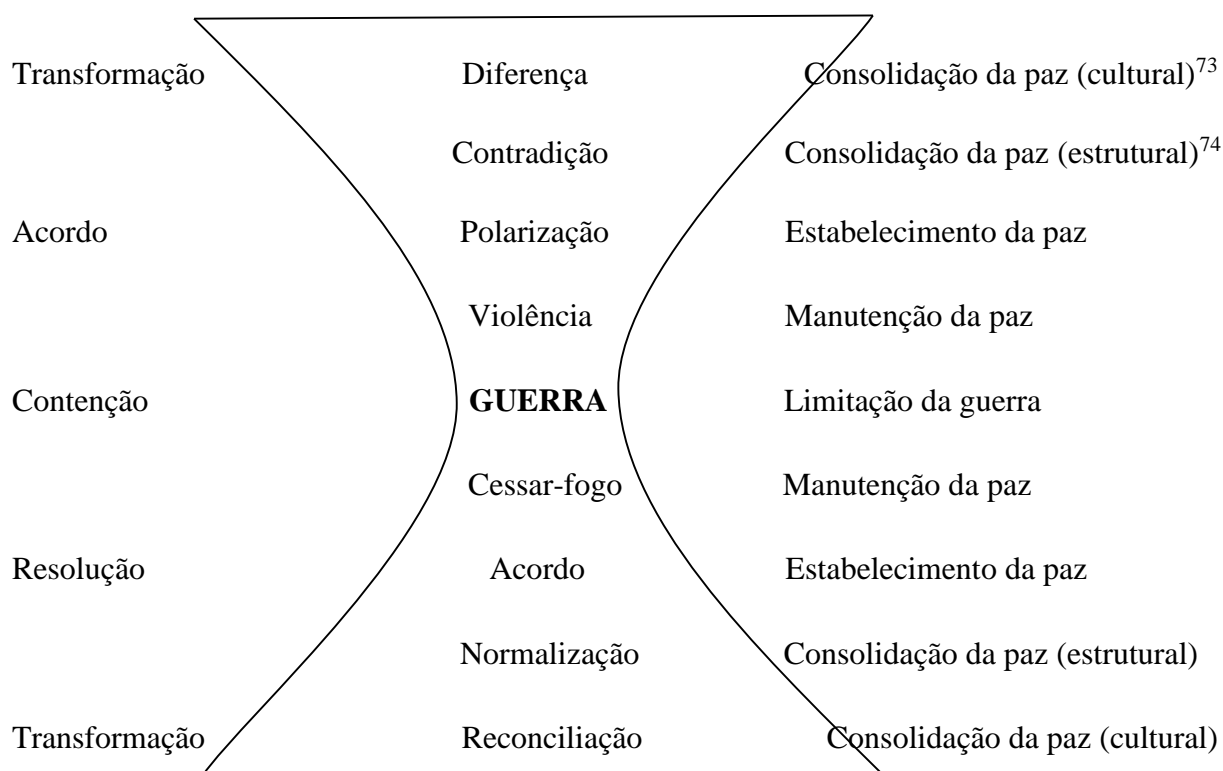 Transformação Diferença Consolidação da paz (cultural)73
Contradição Consolidação da paz (estrutural)74
Acordo Polarização Estabelecimento da paz
Violência Manutenção da paz
Contenção GUERRA Limitação da guerra
Cessar-fogo Manutenção da paz
Resolução Acordo Estabelecimento da paz
Normalização Consolidação da paz (estrutural)
Transformação Reconciliação Consolidação da paz (cultural)